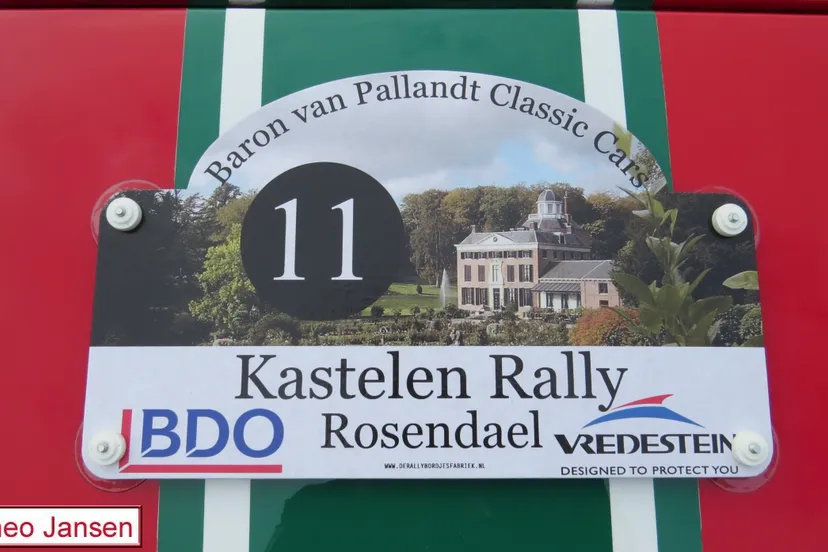 Baron van Pallandt Classic Cars
11
Kastelen Rally
Rosendael
BDO
VREDESTEIN
DESIGNED TO PROTECT YOU
WWW.DERALLYBORDJESFABRIEK.NL
eo Jansen